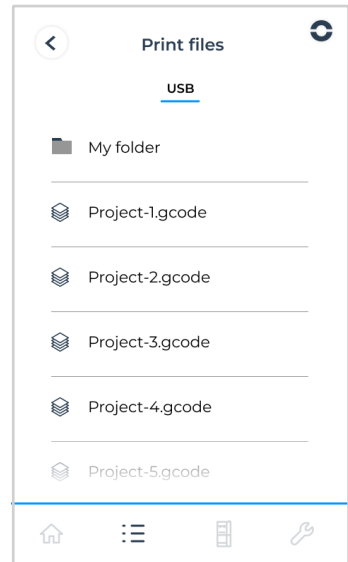 Print files
USB
My folder
Project-1.gcode
Project-2.gcode
Project-3.gcode
Project-4.gcode
Project-5.gcode